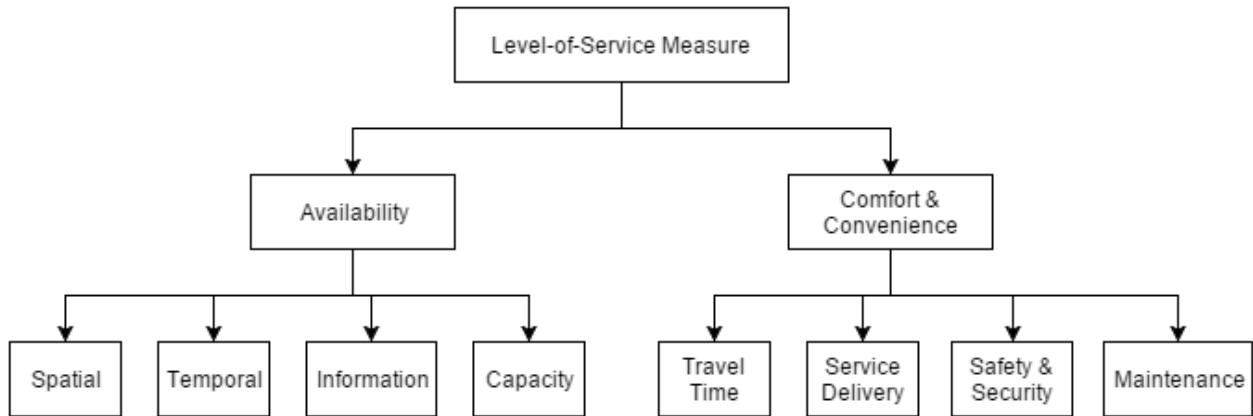 Level-of-Service Measure
Availability
Comfort &
Convenience
Spatial
Temporal
Information
Capacity
Travel
Time
Service
Delivery
Safety &
Security
Maintenance